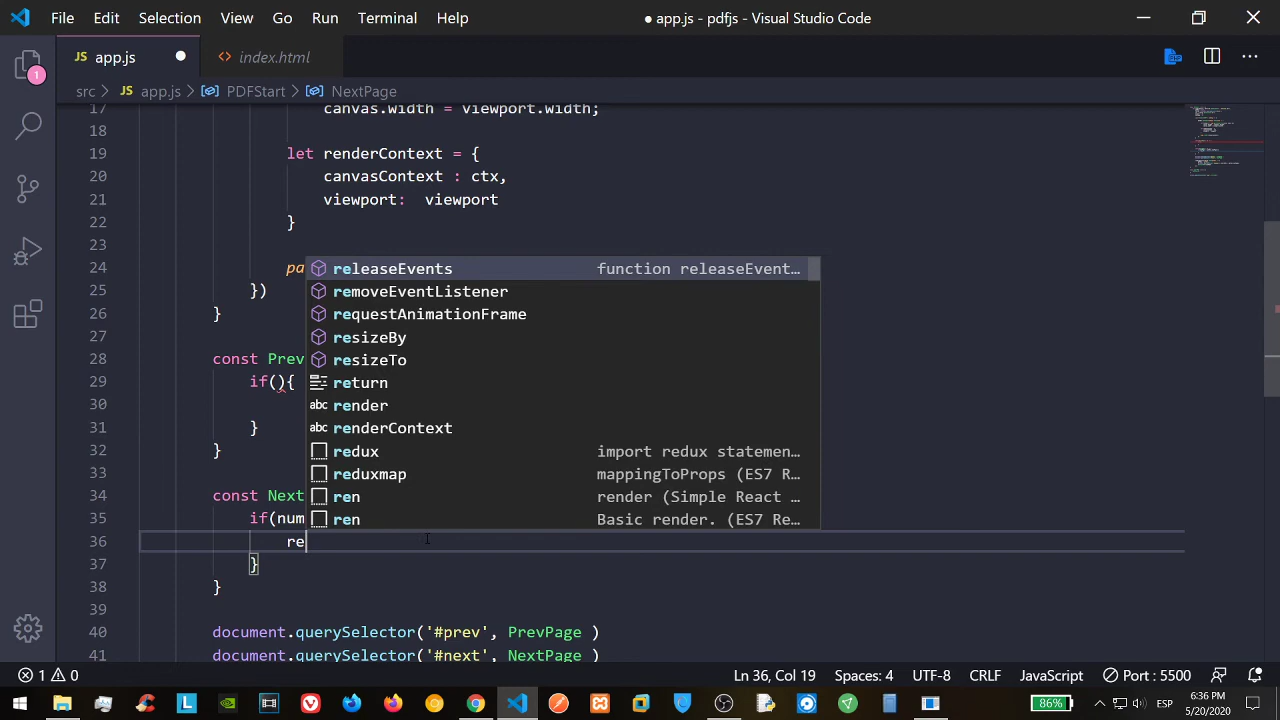 File Edit Selection View Go Run Terminal Help ● app.js - pdfjs - Visual Studio Code
JS app.js ● <> index.html
1
src > JS app.js > PDFStart > NextPage
17 canvas.width = viewport.width;
18
19 let renderContext = {
20 canvasContext : ctx,
21 viewport: viewport
22 }
23
24 pa
25 })
26 }
27
28 const Prev
29 if(){
30
31 }
32 }
33
34 const Next
35 if(num
36 re
37 }
38 }
39
40 document.querySelector('#prev', PrevPage )
41 document.querySelector('#next', NextPage )
releaseEvents function releaseEvent…
removeEventListener
requestAnimationFrame
resizeBy
resizeTo
return
abc render
abc renderContext
redux import redux statemen…
reduxmap mappingToProps (ES7 R…
ren render (Simple React …
ren Basic render. (ES7 Re…
1 0 Ln 36, Col 19 Spaces: 4 UTF-8 CRLF JavaScript Port : 5500
L 86% ESP 6:36 PM
5/20/2020